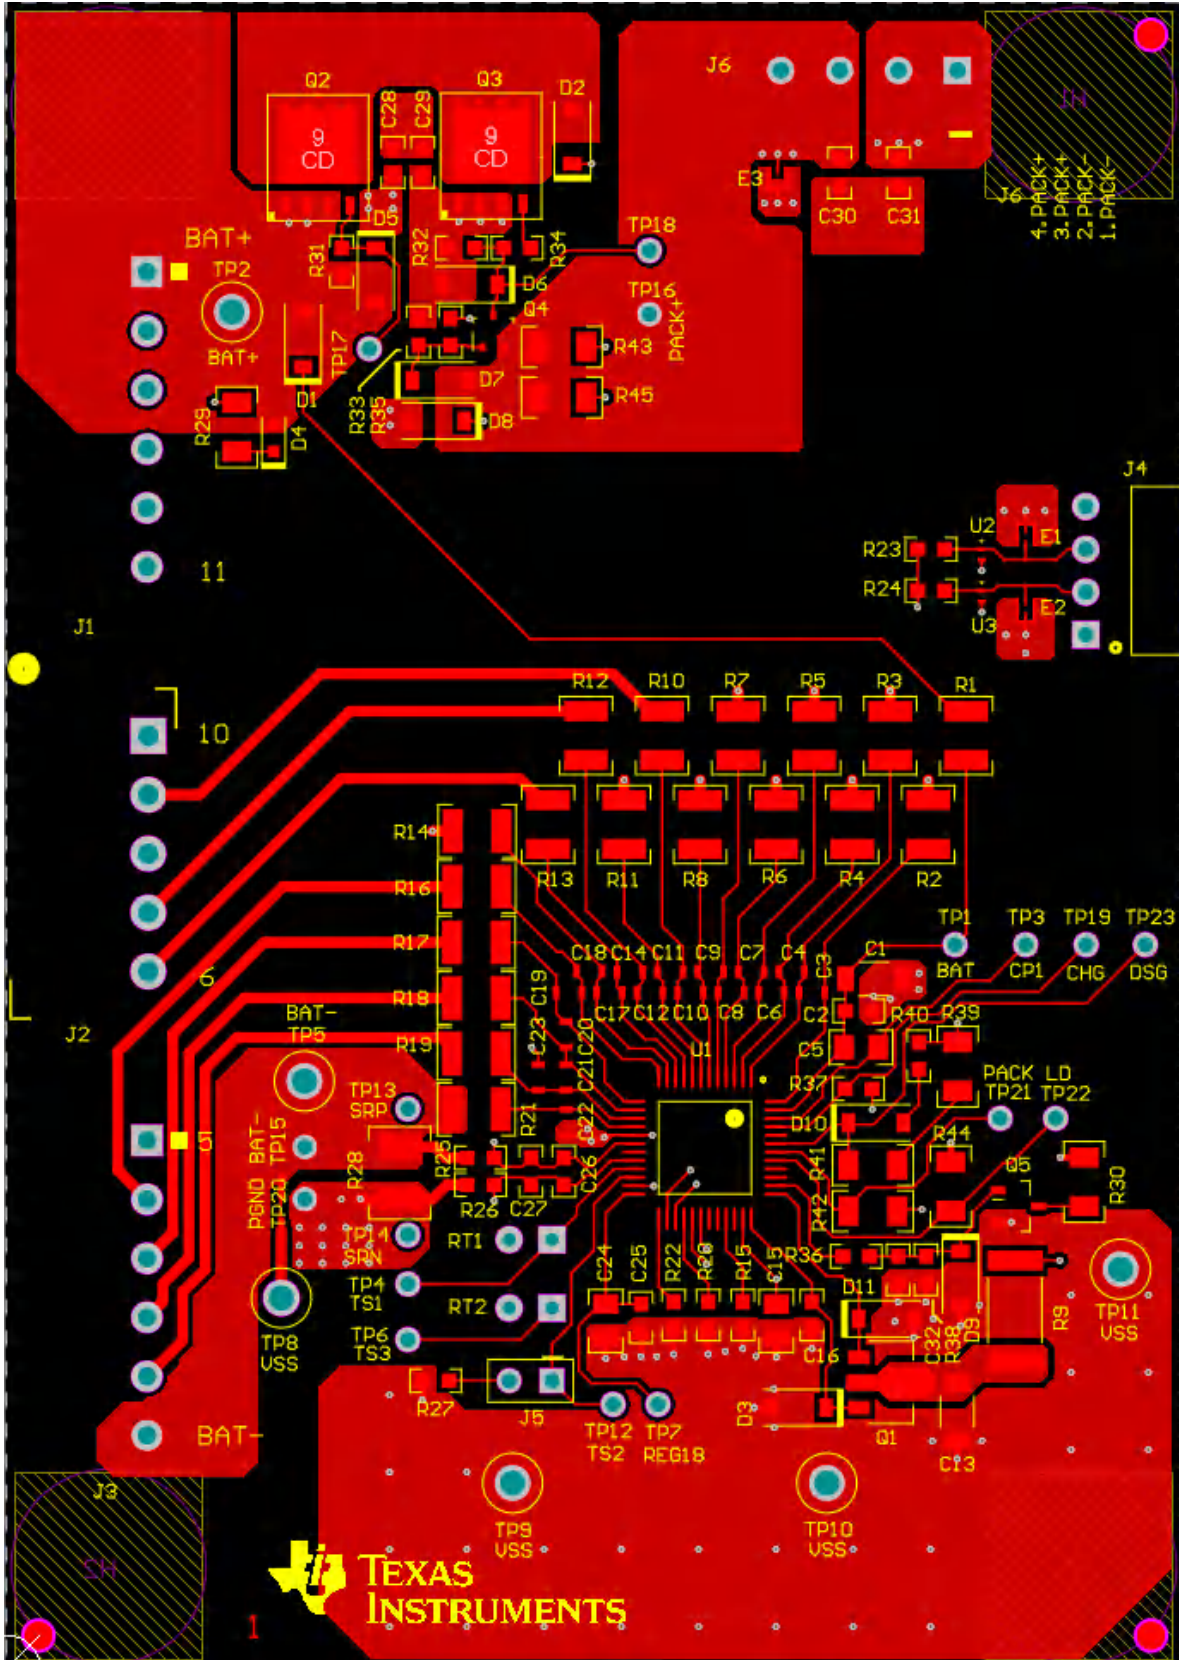 J6
Q2
Q3
D2
C28
C29
9
CD
9
CD
E3
C30
C31
J6
4.PACK+
3.PACK+
2.PACK-
1.PACK-
BAT+
TP2
BAT+
R31
D5
R32
R34
TP18
D6
Q4
TP16
PACK+
TP17
R43
R33
R35
D7
R45
D8
D1
R29
D4
J4
U2
E1
R23
R24
U3
E2
11
J1
R12
R10
R7
R5
R3
R1
10
R14
R13
R11
R8
R6
R4
R2
R16
R17
R18
R19
TP1
TP3
TP19
TP23
BAT
CP1
CHG
DSG
C18
C14
C11
C9
C7
C4
C3
C1
6
C19
C17
C12
C10
C8
C6
C2
R40
R39
BAT-
TP5
J2
C23
C20
C21
U1
C5
R37
PACK
LD
TP21
TP22
TP13
SRP
R21
C22
D10
5
BAT-
TP15
PGND
TP20
R28
R25
R26
C27
C26
R41
R44
R42
Q5
R30
TP14
SRN
RT1
R36
TP4
TS1
RT2
C24
C25
R22
R20
R15
C15
D11
TP8
VSS
TP6
TS3
C16
C32
R38
D9
R9
TP11
VSS
R27
J5
TP12
TS2
TP7
REG18
D3
Q1
C13
BAT-
J3
TP9
VSS
TP10
VSS
TEXAS
INSTRUMENTS
1